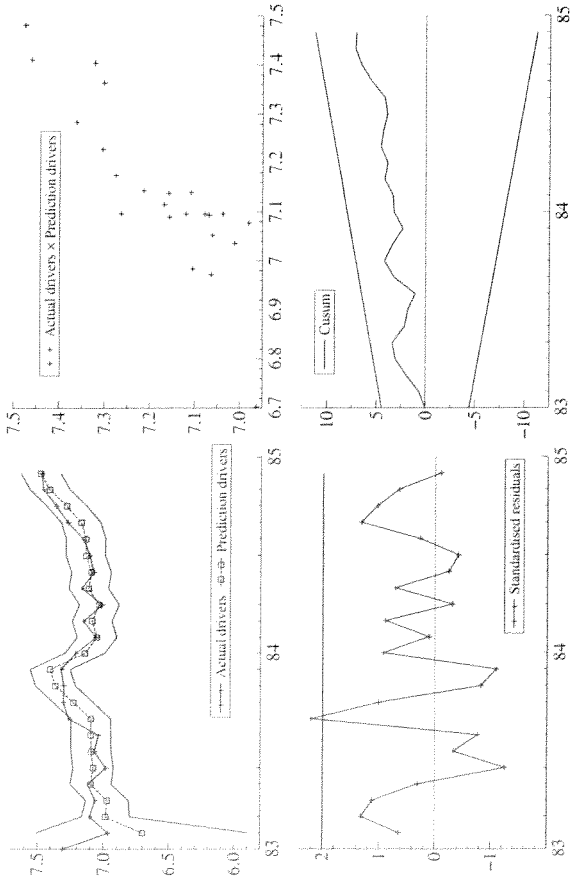 7.5
7.0
6.5
6.0
Actual drivers Prediction drivers
83 84 85
Actual drivers × Prediction drivers
7.5
7.4
7.3
7.2
7.1
7.0
6.7 6.8 6.9 7 7.1 7.2 7.3 7.4 7.5
2
1
0
-1
Standardised residuals
83 84 85
Cusum
10
5
0
-5
-10
83 84 85